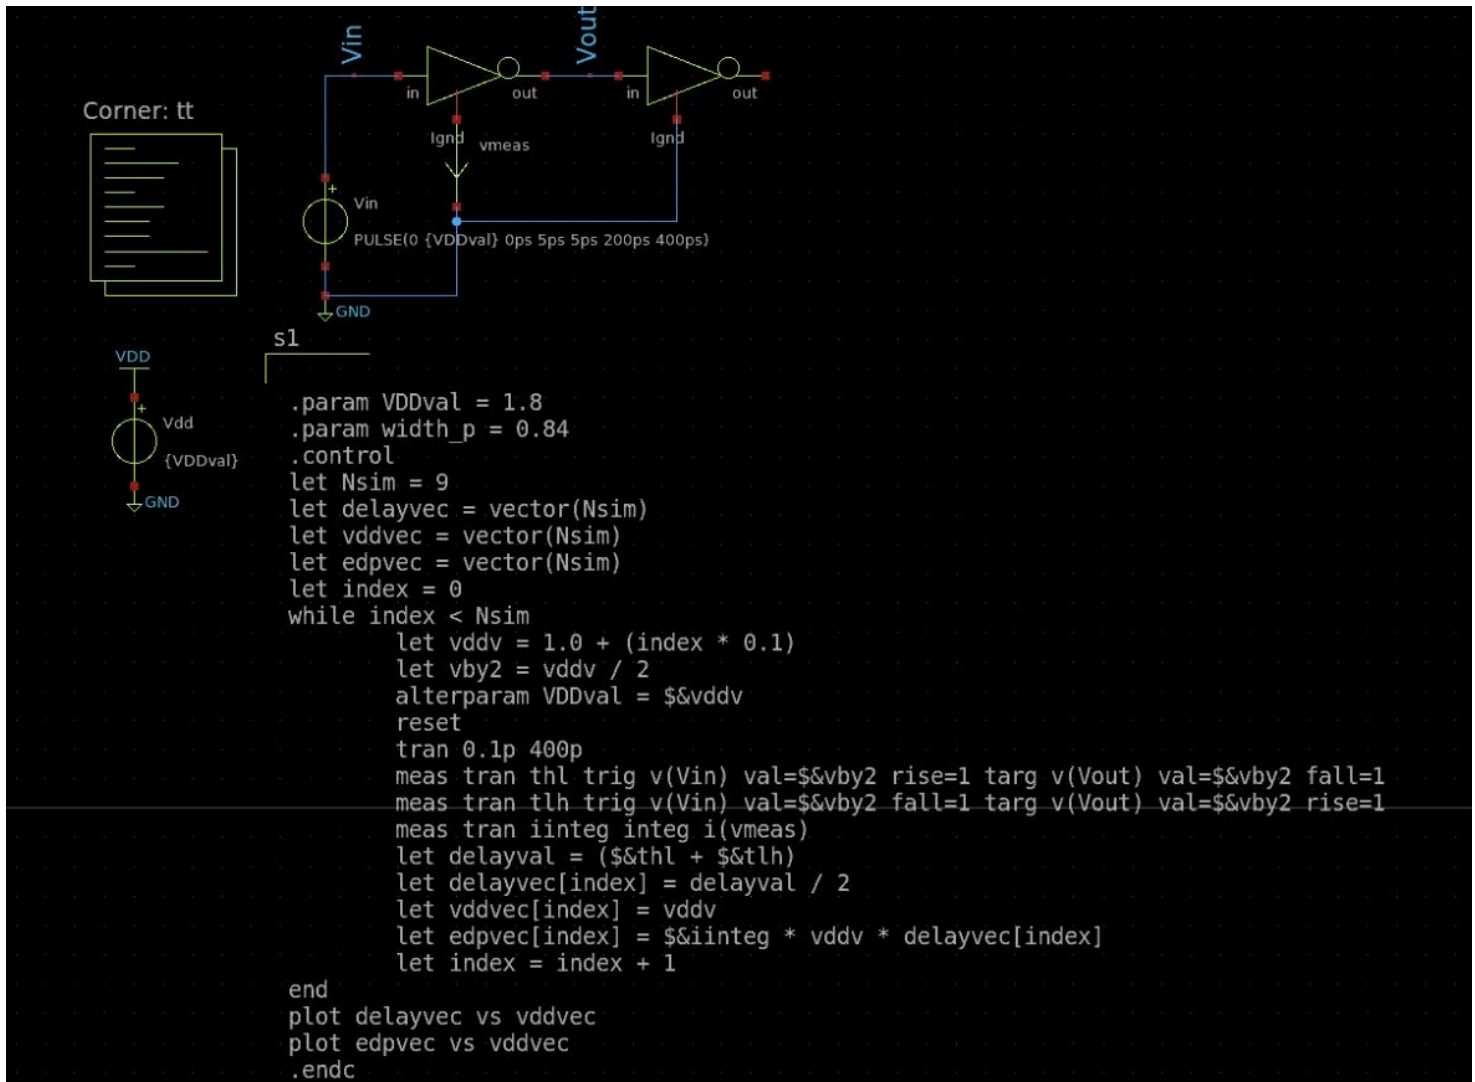 Vin
Vout
in
out
in
out
Corner: tt
Ignd
vmeas
Ignd
+
Vin
PULSE(0 {VDDval} 0ps 5ps 5ps 200ps 400ps)
GND
s1
VDD
+
Vdd
{VDDval}
GND
.param VDDval = 1.8
.param width_p = 0.84
.control
let Nsim = 9
let delayvec = vector(Nsim)
let vddvec = vector(Nsim)
let edpvec = vector(Nsim)
let index = 0
while index < Nsim
let vddv = 1.0 + (index * 0.1)
let vby2 = vddv / 2
alterparam VDDval = $&vddv
reset
tran 0.1p 400p
meas tran thl trig v(Vin) val=$&vby2 rise=1 targ v(Vout) val=$&vby2 fall=1
meas tran tlh trig v(Vin) val=$&vby2 fall=1 targ v(Vout) val=$&vby2 rise=1
meas tran iinteg integ i(vmeas)
let delayval = ($&thl + $&tlh)
let delayvec[index] = delayval / 2
let vddvec[index] = vddv
let edpvec[index] = $&iinteg * vddv * delayvec[index]
let index = index + 1
end
plot delayvec vs vddvec
plot edpvec vs vddvec
.endc